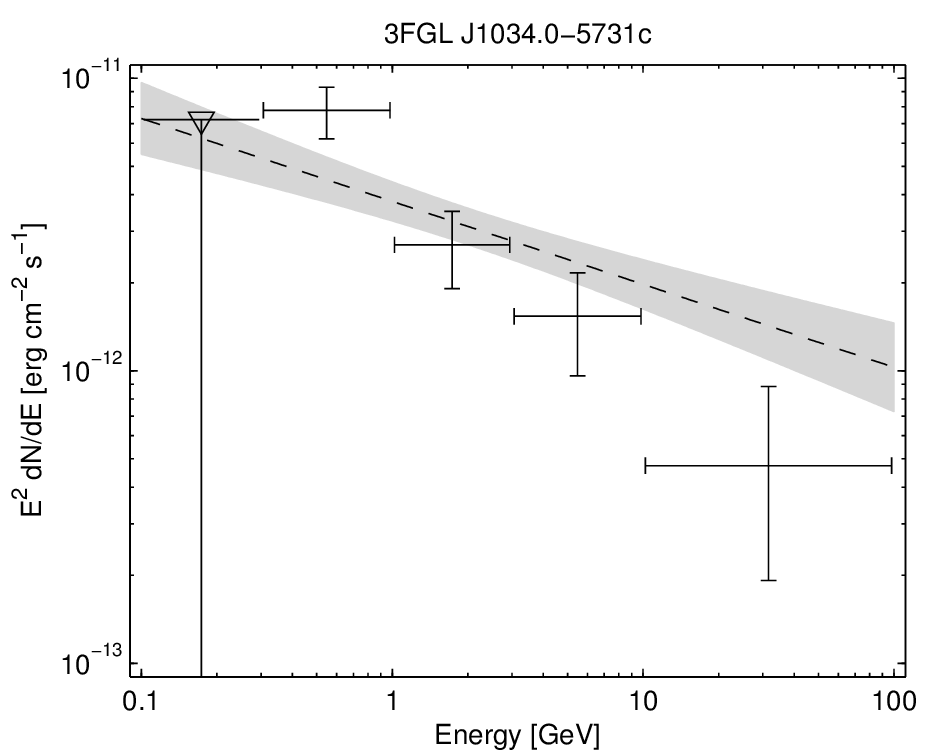 3FGL J1034.0−5731c
10⁻¹¹
10⁻¹²
10⁻¹³
E² dN/dE [erg cm⁻² s⁻¹]
0.1 1 10 100
Energy [GeV]